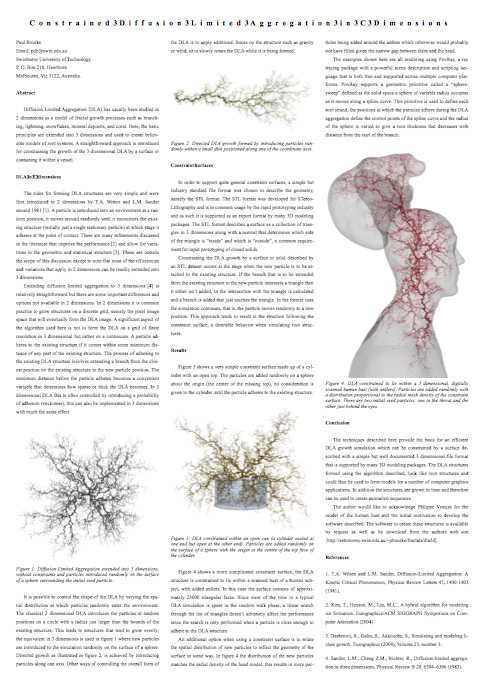 Constrained3Diffusion3Limited3Aggregation3in3C3Dimensions
Paul Bourke
Email: pdb@swin.edu.au
Swinburne University of Technology
P. O. Box 218, Hawthorn
Melbourne, Vic 3122, Australia.
Abstract
Diffusion Limited Aggregation (DLA) has usually been studied in
2 dimensions as a model of fractal processes such as branching, lightning, snowflakes, mineral deposits, and coral. Here, the basic
principles are extended into 3 dimensions and used to create
models of root systems. A straightforward approach is introduced
for constraining the growth of the 3 dimensional DLA by a surface or
containing it within a vessel.
The rules for forming DLA structures are very simple and were
first introduced in 2 dimensions by T.A. Witten and L.M. Sander
around 1981 [1]. A particle is introduced into an environment at a random position, it moves around randomly until it encounters the existing structure (initially just a single stationary particle) at which stage it
adheres at the point of contact. There are many refinements discussed
in the literature that improve the performance [2] and allow for variations to the geometric and statistical structure [3]. These are outside
the scope of this discussion except to note that most of the efficiencies
and variations that apply in 2 dimensions can be readily extended into
3 dimensions.
Extending diffusion limited aggregation to 3 dimensions [4] is
relatively straightforward but there are some important differences and
options not available in 2 dimensions. In 2 dimensions it is a common
practice to grow structures on a discrete grid, namely the pixel image
space that will eventually form the DLA image. A significant aspect of
the algorithm used here is not to form the DLA on a grid of three
in 3 dimensional but rather on a continuum. A particle adheres to the existing structure if it comes within some minimum distance of any part of the existing structure. The process of adhering to
the existing DLA structure involves extending a branch from the closest position on the existing structure to the new particle position. The
minimum distance before the particle adheres becomes a convenient
variable that determines how sparse or thick the DLA becomes. In 2
dimensional DLA this is often controlled by introducing a probability
of adhesion (stickiness), this can also be implemented in 3 dimensions
with much the same effect.
Figure 1: Diffusion Limited Aggregation extended into 3 dimensions,
without constraints and particles introduced randomly on the surface
of a sphere surrounding the initial seed particle.
It is possible to control the shape of the DLA by varying the spatial distribution at which particles randomly enter the environment.
The classical 2 dimensional DLA introduces the particles at random
positions on a circle with a radius just larger than the bounds of the
existing structure. This leads to structures that tend to grow evenly,
the equivalent in 3 dimensions is used in figure 1 where new particles
are introduced to the simulation randomly on the surface of a sphere.
Directed growth as illustrated in figure 2, is achieved by introducing
particles along one axis. Other ways of controlling the overall form of
the DLA is to apply additional forces on the structure such as gravity
or wind, or to slowly rotate the DLA while it is being formed.
Figure 2: Directed DLA growth formed by introducing particles randomly within a small disk positioned along one of the coordinate axes.
In order to support quite general constraint surfaces, a simple but
industry standard file format was chosen to describe the geometry,
namely the STL format. The STL format was developed for
Lithography and is in common usage by the rapid prototyping industry
and as such it is supported as an export format by many 3D modeling
packages. The STL format describes a surface as a collection of triangles in 3 dimensions along with a normal that determines which side
of the triangle is "inside" and which is "outside", a common requirement for rapid prototyping of closed solids.
Constraining the DLA growth by a surface or solid described by
an STL dataset occurs at the stage when the new particle is to be attached to the existing structure. If the branch that is to be extended
from the existing structure to the new particle intersects a triangle then
it either isn't added, or the intersection with the triangle is calculated
and a branch is added that just touches the triangle. In the former case
the simulation continues, that is, the particle moves randomly to a new
position. This approach tends to result in the structure following the
constraint surface, a desirable behavior when simulating root structures.
Results
Figure 3 shows a very simple constraint surface made up of a cylinder with an open top. The particles are added randomly on a sphere
about the origin (the center of the missing top), no consideration is
given to the cylinder until the particle adheres to the existing structure.
Figure 3: DLA constrained within an open can (a cylinder sealed at
one end but open at the other end). Particles are added randomly on
the surface of a sphere with the origin at the centre of the top face of
the cylinder.
Figure 4 shows a more complicated constraint surface, the DLA
structure is constrained to lie within a scanned bust of a human subject, with added antlers. In this case the surface consists of approximately 25000 triangular faces. Since most of the time in a typical
DLA simulation is spent in the random walk phase, a linear search
through the list of triangles doesn't adversely affect the performance
since the search is only performed when a particle is close enough to
adhere to the DLA structure.
An additional option when using a constraint surface is to relate
the spatial distribution of new particles to reflect the geometry of the
surface in some way. In figure 4 the distribution of the new particles
matches the radial density of the head model, this results in more particles being added around the antlers which otherwise would probably
not have filled given the narrow gap between them and the head.
The examples shown here are all rendering using PovRay, a ray
tracing package with a powerful scene description and scripting language that is both free and supported across multiple computer platforms. PovRay supports a geometric primitive called a "sphere-
sweep" defined as the solid space a sphere of variable radius occupies
as it moves along a spline curve. This primitive is used to define each
root strand, the positions at which the particles adhere during the DLA
aggregation define the control points of the spline curve and the radius
of the sphere is varied to give a root thickness that decreases with
distance from the start of the branch.
Figure 4: DLA constrained to lie within a 3 dimensional, digitally
scanned human bust (with antlers). Particles are added randomly with
a distribution proportional to the radial mesh density of the constraint
surface. There are two initial seed particles, one in the throat and the
other just behind the eyes.
Conclusion
The techniques described here provide the basis for an efficient
DLA growth simulation which can be constrained by a surface described with a simple but well documented 3 dimensional file format
that is supported by many 3D modeling packages. The DLA structures
formed using the algorithm described, look like root structures and
could thus be used to form models for a number of computer graphics
applications. In addition the structures are grown in time and therefore
can be used to create animated sequences.
The author would like to acknowledge Philippe Vernon for the
model of the human bust and the initial motivation to develop the
software described. The software to create these structures is available
by request as well as by download from the authors web site
References
1. T.A. Witten and L.M. Sander, Diffusion-Limited Aggregation: A
Kinetic Critical Phenomenon, Physical Review Letters 47, 1400-1403
(1981).
2. Kim, T., Henson, M., Lin, M.C., A hybrid algorithm for modeling
ice formation. Eurographics/ACM SIGGRAPH Symposium on Computer Animation (2004).
4. Sander, L.M., Cheng Z.M., Richter, R., Diffusion-limited aggregation in three dimensions. Physical Review B 28, 6394-6396 (1983).